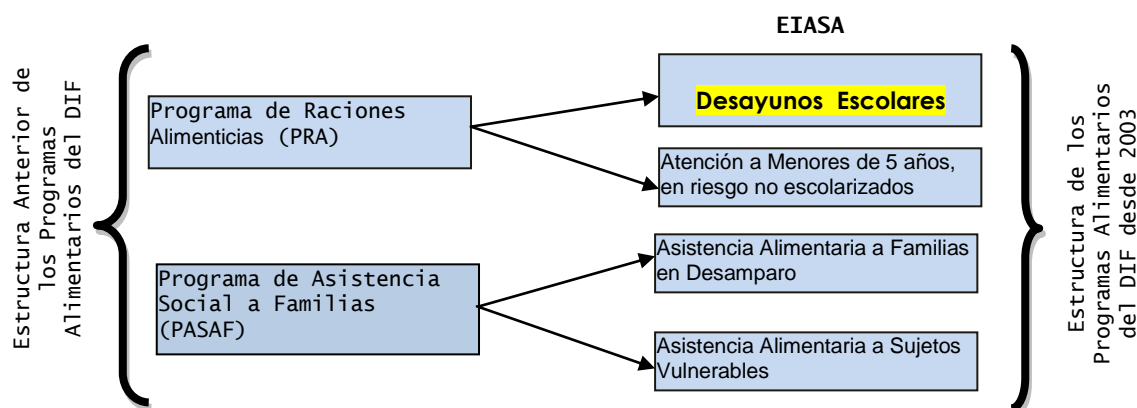 EIASA
Estructura Anterior de
los Programas
Alimentarios del DIF
Programa de Raciones
Alimenticias (PRA)
Programa de Asistencia
Social a Familias
(PASAF)
Desayunos Escolares
Atención a Menores de 5 años,
en riesgo no escolarizados
Asistencia Alimentaria a Familias
en Desamparo
Asistencia Alimentaria a Sujetos
Vulnerables
Estructura de los
Programas Alimentarios
del DIF desde 2003